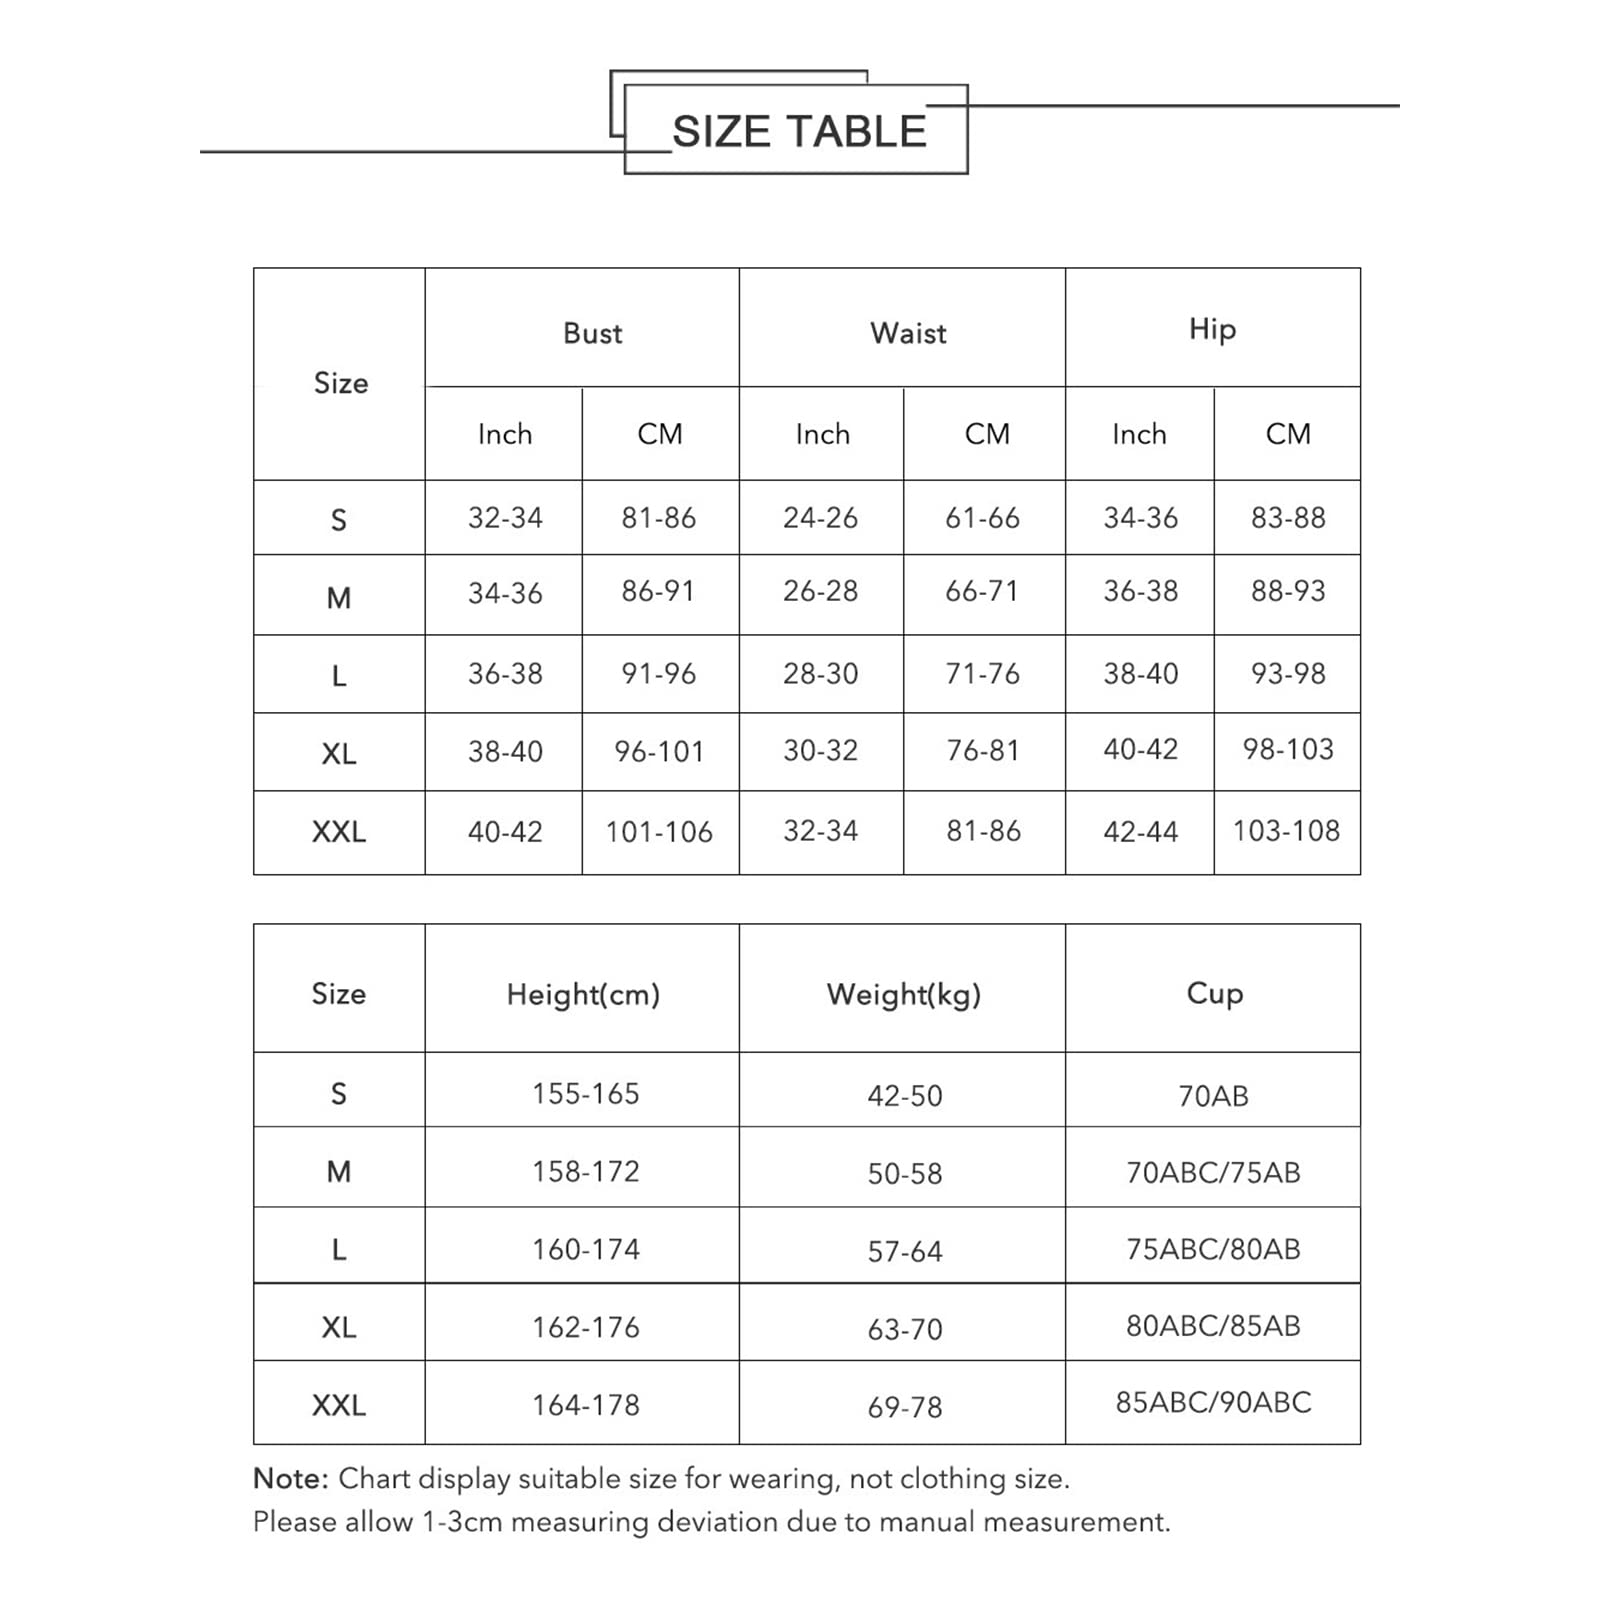 SIZE TABLE
Size Bust Waist Hip
Inch CM Inch CM Inch CM
S 32-34 81-86 24-26 61-66 34-36 83-88
M 34-36 86-91 26-28 66-71 36-38 88-93
L 36-38 91-96 28-30 71-76 38-40 93-98
XL 38-40 96-101 30-32 76-81 40-42 98-103
XXL 40-42 101-106 32-34 81-86 42-44 103-108
Size Height(cm) Weight(kg) Cup
S 155-165 42-50 70AB
M 158-172 50-58 70ABC/75AB
L 160-174 57-64 75ABC/80AB
XL 162-176 63-70 80ABC/85AB
XXL 164-178 69-78 85ABC/90ABC
Note: Chart display suitable size for wearing, not clothing size.
Please allow 1-3cm measuring deviation due to manual measurement.